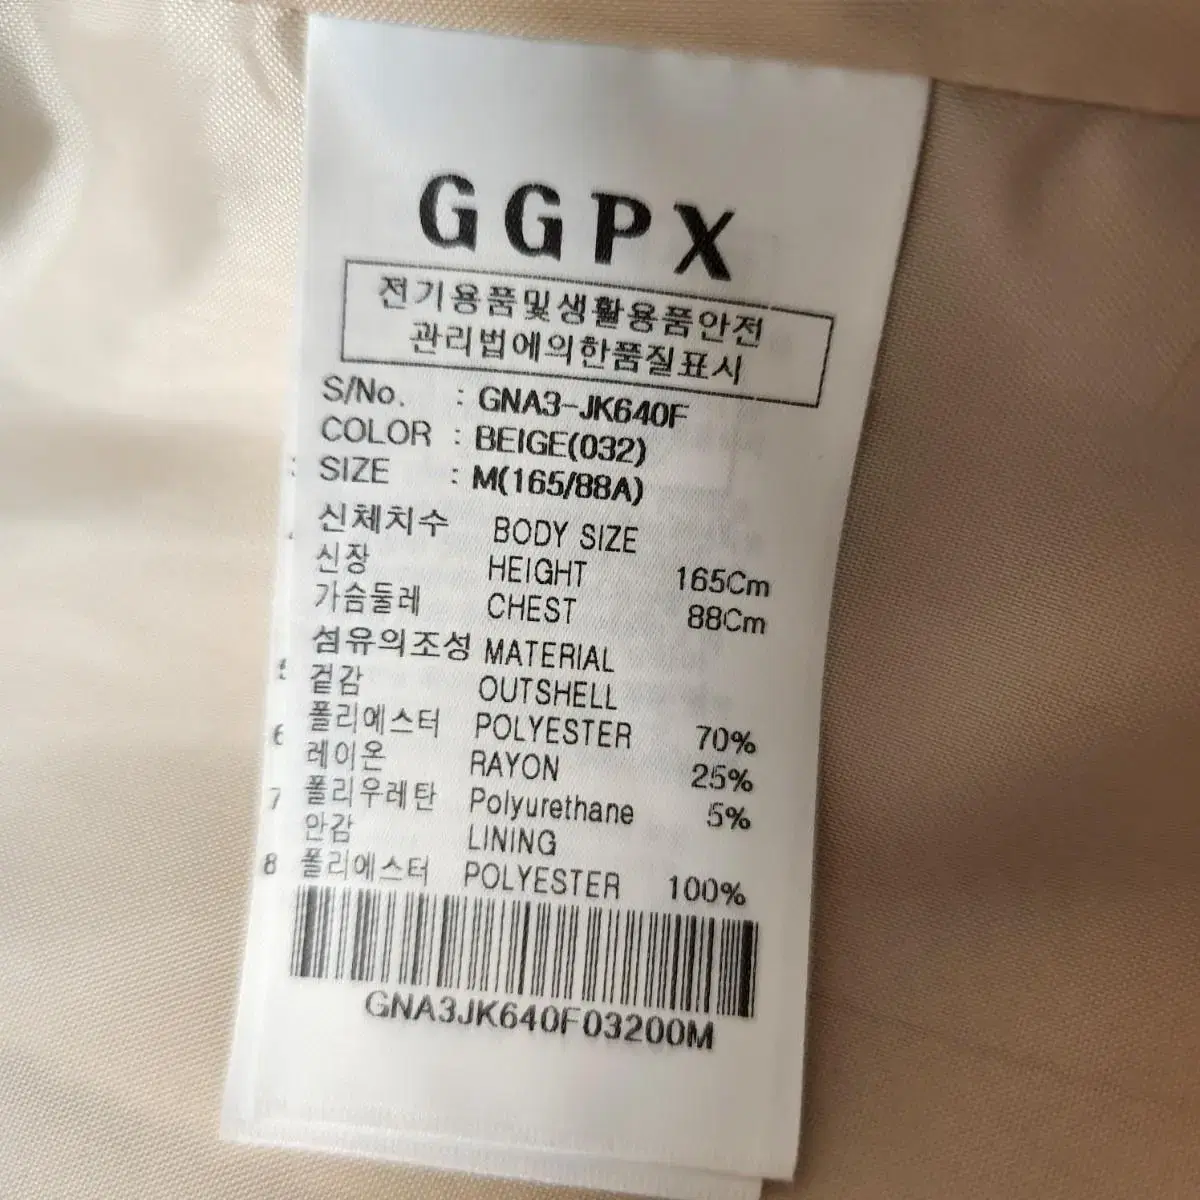 GGPX
전기용품및생활용품안전
관리법에의한품질표시
S/No. : GNA3-JK640F
COLOR : BEIGE(032)
SIZE : M(165/88A)
신체치수 BODY SIZE
신장 HEIGHT 165Cm
가슴둘레 CHEST 88Cm
섬유의조성 MATERIAL
겉감 OUTSHELL
폴리에스터 POLYESTER 70%
레이온 RAYON 25%
폴리우레탄 Polyurethane 5%
안감 LINING
폴리에스터 POLYESTER 100%
GNA3JK640F03200M
6
7
8